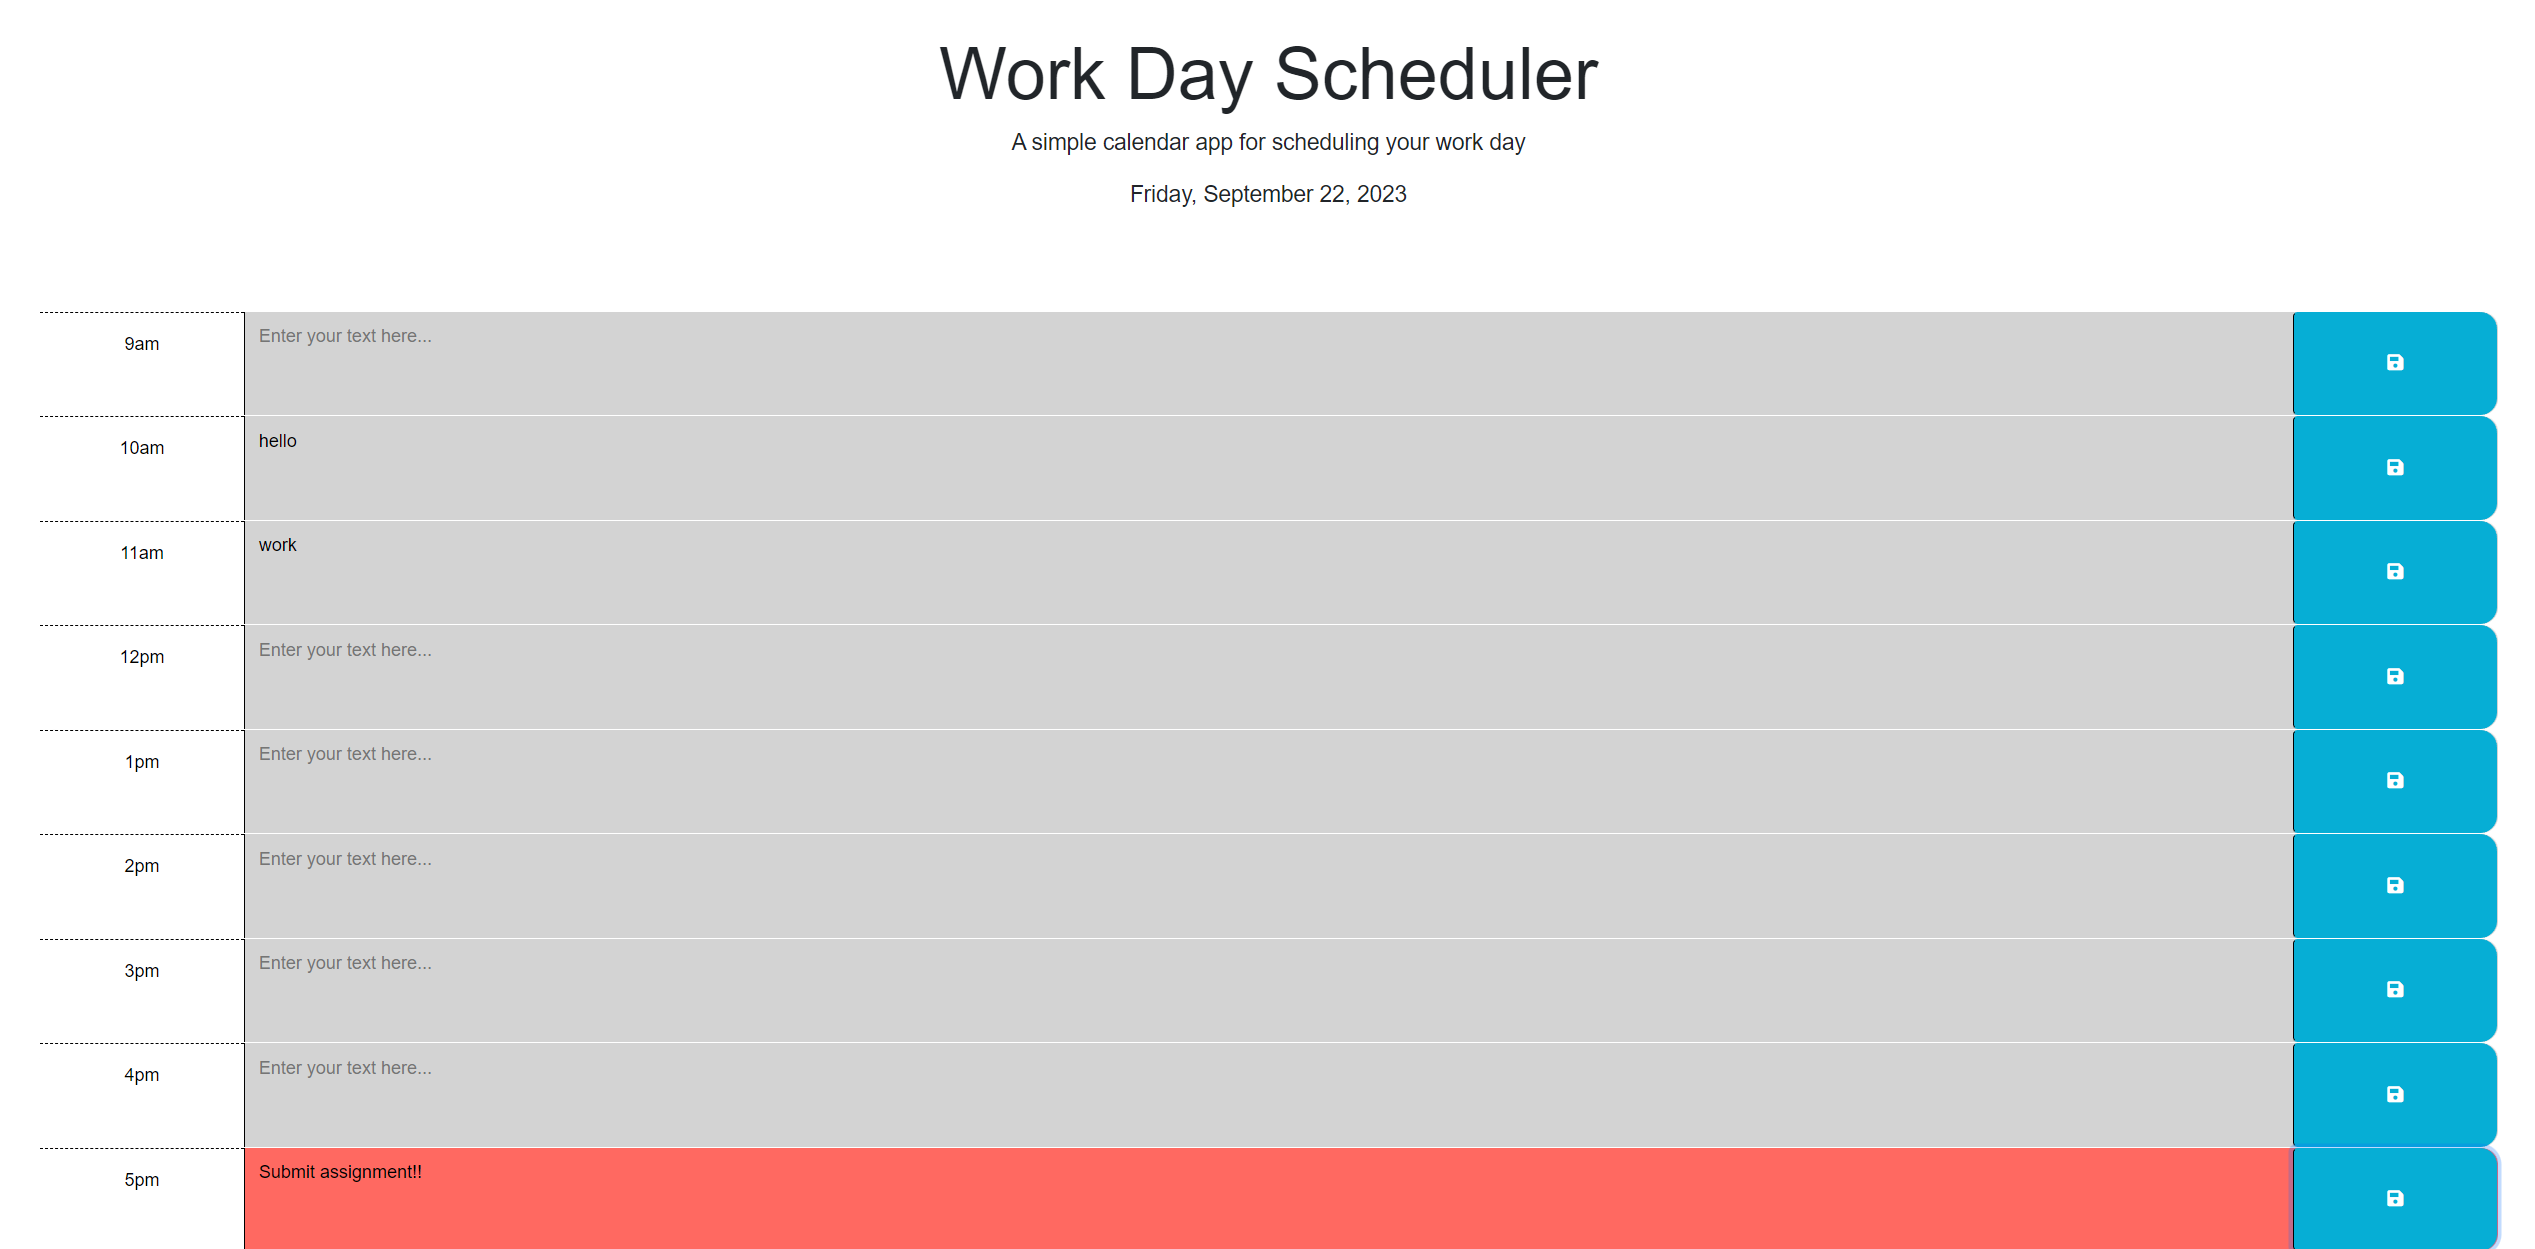 Work Day Scheduler
A simple calendar app for scheduling your work day
Friday, September 22, 2023
9am Enter your text here...
10am hello
11am work
12pm Enter your text here...
1pm Enter your text here...
2pm Enter your text here...
3pm Enter your text here...
4pm Enter your text here...
5pm Submit assignment!!